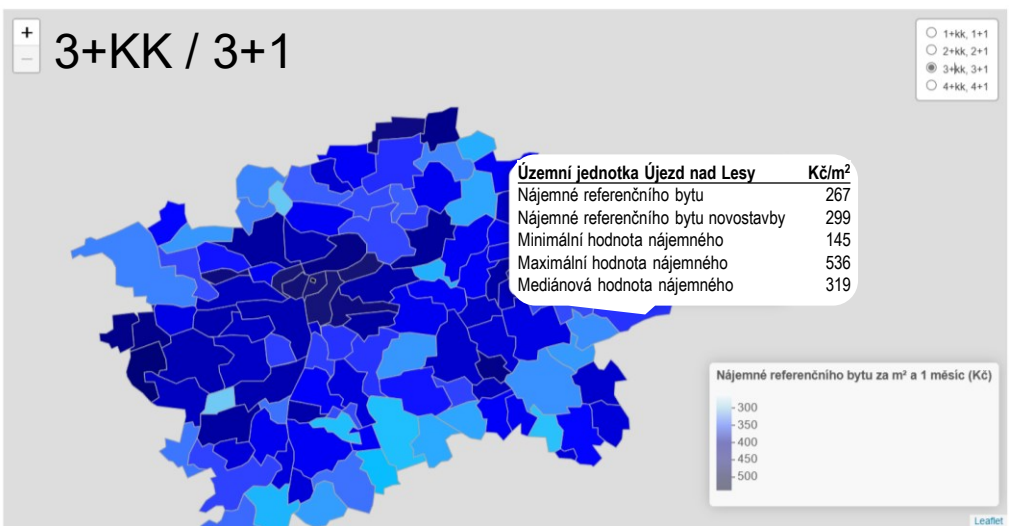 +
−
3+KK / 3+1
1+kk, 1+1
2+kk, 2+1
3+kk, 3+1
4+kk, 4+1
Územní jednotka Újezd nad Lesy Kč/m²
Nájemné referenčního bytu 267
Nájemné referenčního bytu novostavby 299
Minimální hodnota nájemného 145
Maximální hodnota nájemného 536
Mediánová hodnota nájemného 319
Nájemné referenčního bytu za m² a 1 měsíc (Kč)
300
350
400
450
500
Leaflet